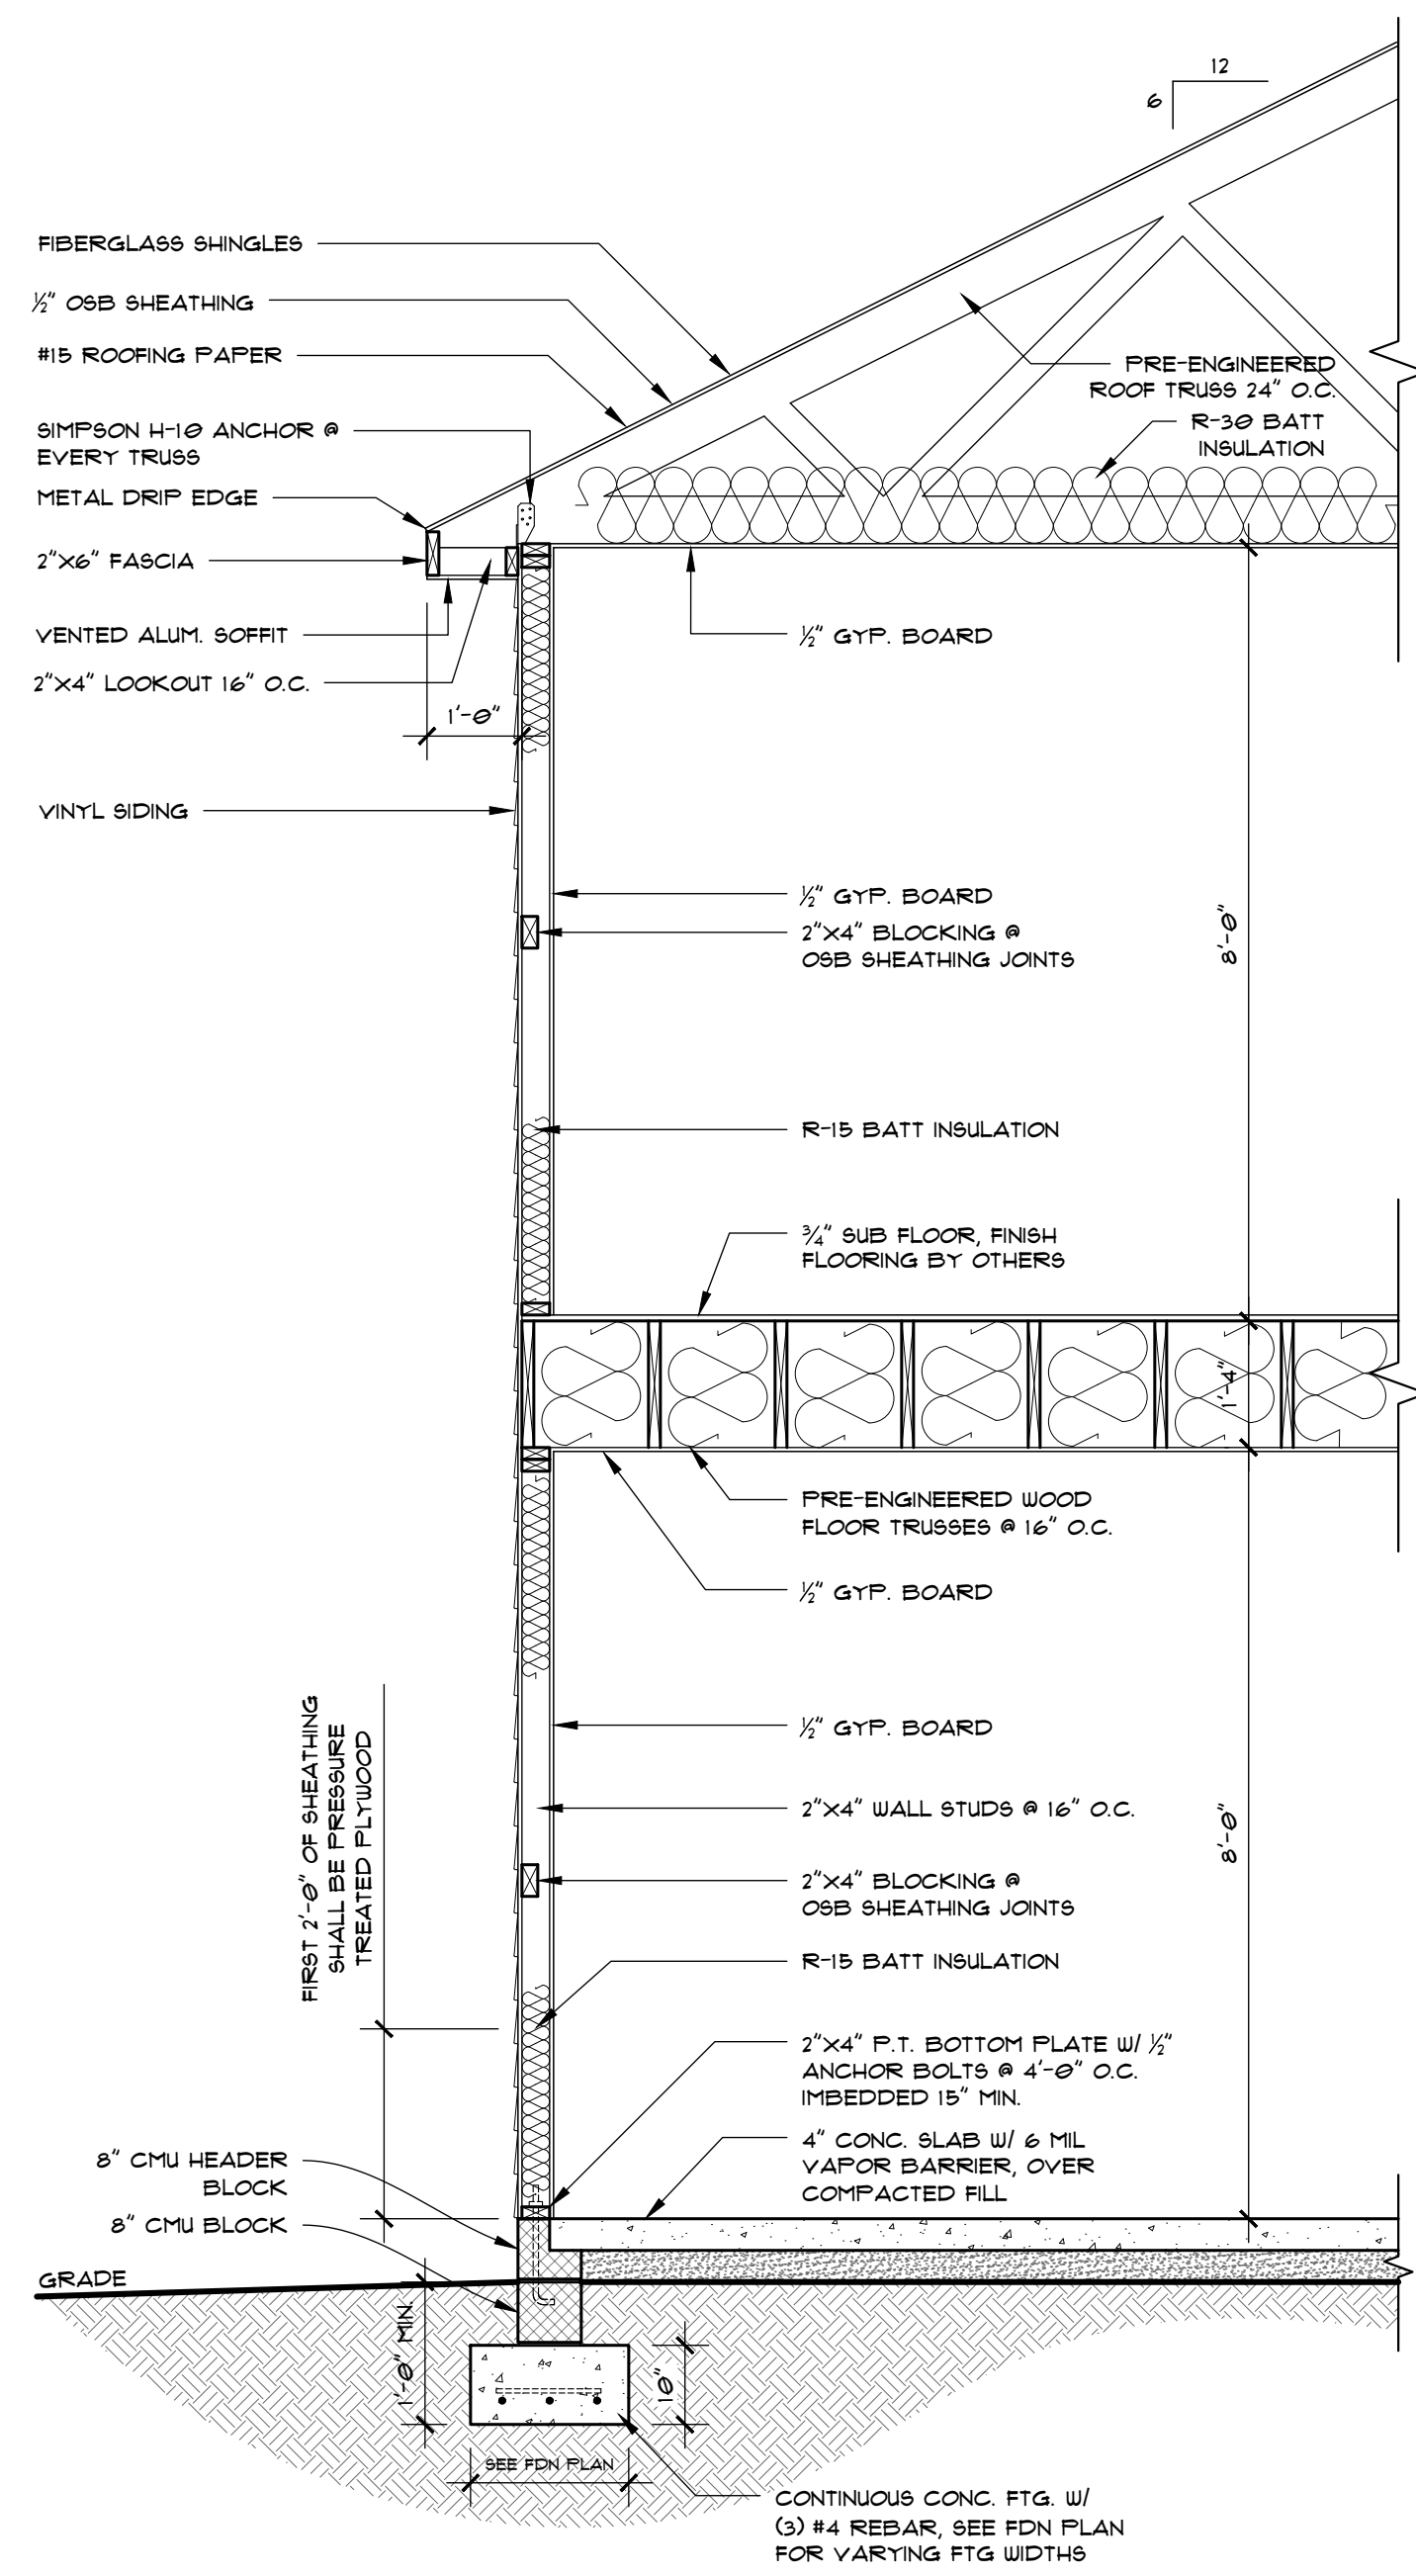 12
6
FIBERGLASS SHINGLES
½" OSB SHEATHING
#15 ROOFING PAPER
PRE-ENGINEERED
ROOF TRUSS 24" O.C.
R-30 BATT
INSULATION
SIMPSON H-10 ANCHOR @
EVERY TRUSS
METAL DRIP EDGE
2"X6" FASCIA
VENTED ALUM. SOFFIT
½" GYP. BOARD
2"X4" LOOKOUT 16" O.C.
1'-0"
VINYL SIDING
½" GYP. BOARD
2"X4" BLOCKING @
OSB SHEATHING JOINTS
8'-0"
R-15 BATT INSULATION
¾" SUB FLOOR, FINISH
FLOORING BY OTHERS
1'-4"
PRE-ENGINEERED WOOD
FLOOR TRUSSES @ 16" O.C.
½" GYP. BOARD
½" GYP. BOARD
2"X4" WALL STUDS @ 16" O.C.
8'-0"
FIRST 2'-0" OF SHEATHING
SHALL BE PRESSURE
TREATED PLYWOOD
2"X4" BLOCKING @
OSB SHEATHING JOINTS
R-15 BATT INSULATION
2"X4" P.T. BOTTOM PLATE W/ ½"
ANCHOR BOLTS @ 4'-0" O.C.
IMBEDDED 15" MIN.
4" CONC. SLAB W/ 6 MIL
VAPOR BARRIER, OVER
COMPACTED FILL
8" CMU HEADER
BLOCK
8" CMU BLOCK
GRADE
1'-0" MIN.
10"
SEE FDN PLAN
CONTINUOUS CONC. FTG. W/
(3) #4 REBAR, SEE FDN PLAN
FOR VARYING FTG WIDTHS